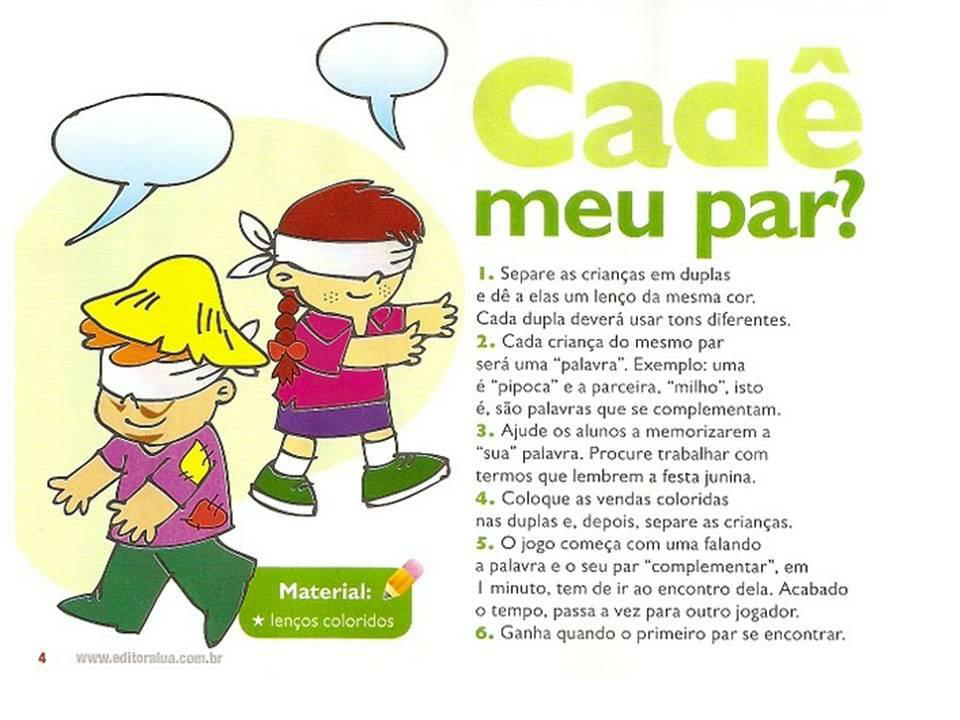 Cadê
meu par?
1. Separe as crianças em duplas
e dê a elas um lenço da mesma cor.
Cada dupla deverá usar tons diferentes.
2. Cada criança do mesmo par
será uma “palavra”. Exemplo: uma
é “pipoca” e a parceira, “milho”, isto
é, são palavras que se complementam.
3. Ajude os alunos a memorizarem a
“sua” palavra. Procure trabalhar com
termos que lembrem a festa junina.
4. Coloque as vendas coloridas
nas duplas e, depois, separe as crianças.
5. O jogo começa com uma falando
a palavra e o seu par “complementar”, em
1 minuto, tem de ir ao encontro dela. Acabado
o tempo, passa a vez para outro jogador.
6. Ganha quando o primeiro par se encontrar.
Material:
★ lenços coloridos
4 www.editoralua.com.br